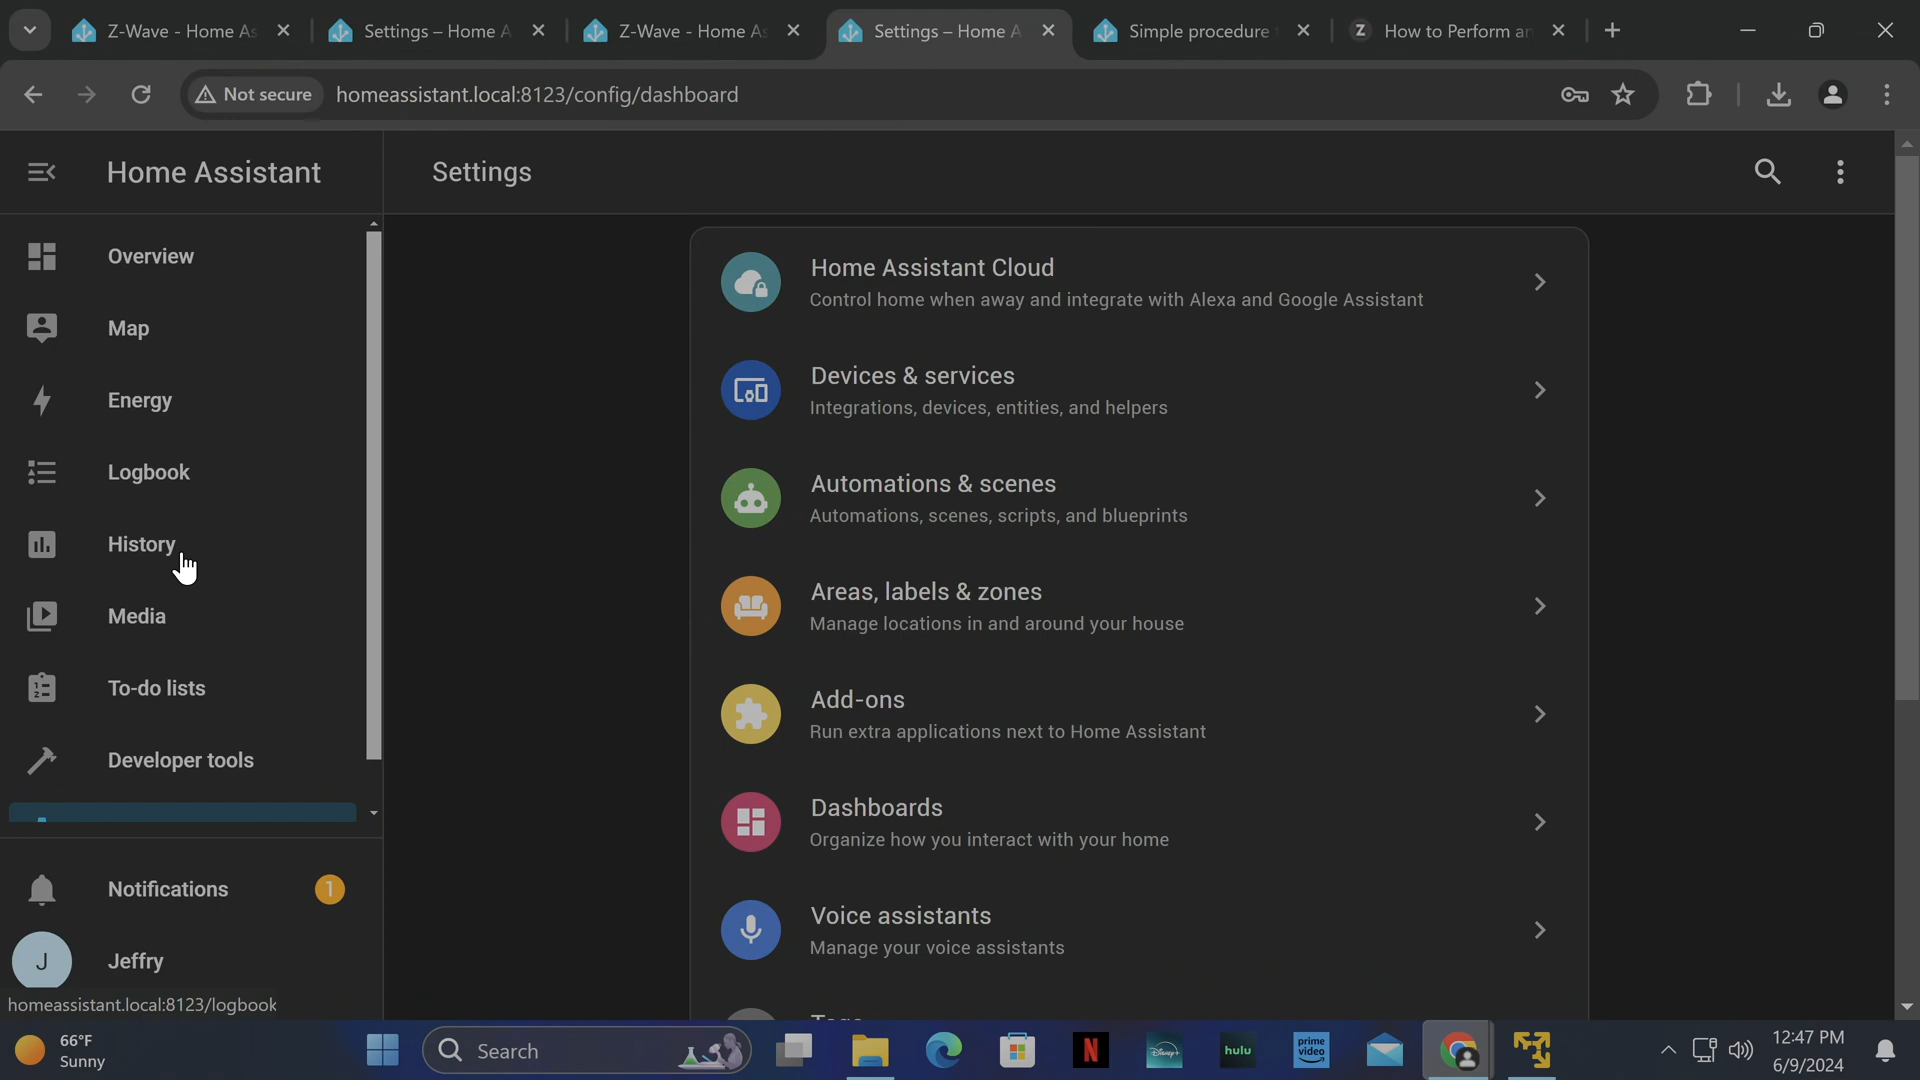 Z-Wave - Home As
Settings – Home A
Z-Wave - Home As
Settings – Home A
Simple procedure
How to Perform an
Not secure
homeassistant.local:8123/config/dashboard
Home Assistant
Settings
Overview
Map
Energy
Logbook
History
Media
To-do lists
Developer tools
Notifications
1
J
Jeffry
homeassistant.local:8123/logbook
Home Assistant Cloud
Control home when away and integrate with Alexa and Google Assistant
Devices & services
Integrations, devices, entities, and helpers
Automations & scenes
Automations, scenes, scripts, and blueprints
Areas, labels & zones
Manage locations in and around your house
Add-ons
Run extra applications next to Home Assistant
Dashboards
Organize how you interact with your home
Voice assistants
Manage your voice assistants
66°F
Sunny
Search
N
Disney+
hulu
prime
video
12:47 PM
6/9/2024